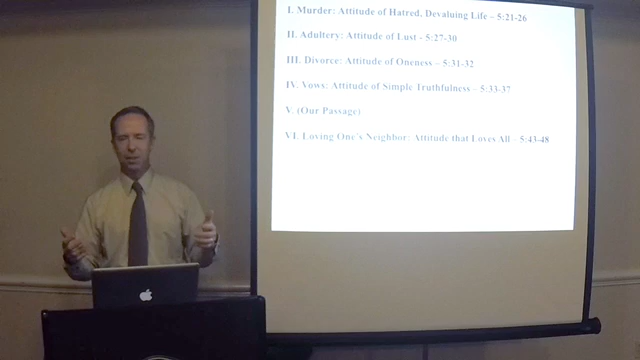 I. Murder: Attitude of Hatred, Devaluing Life – 5:21-26
II. Adultery: Attitude of Lust - 5:27-30
III. Divorce: Attitude of Oneness – 5:31-32
IV. Vows: Attitude of Simple Truthfulness – 5:33-37
V. (Our Passage)
VI. Loving One's Neighbor: Attitude that Loves All – 5:43-48